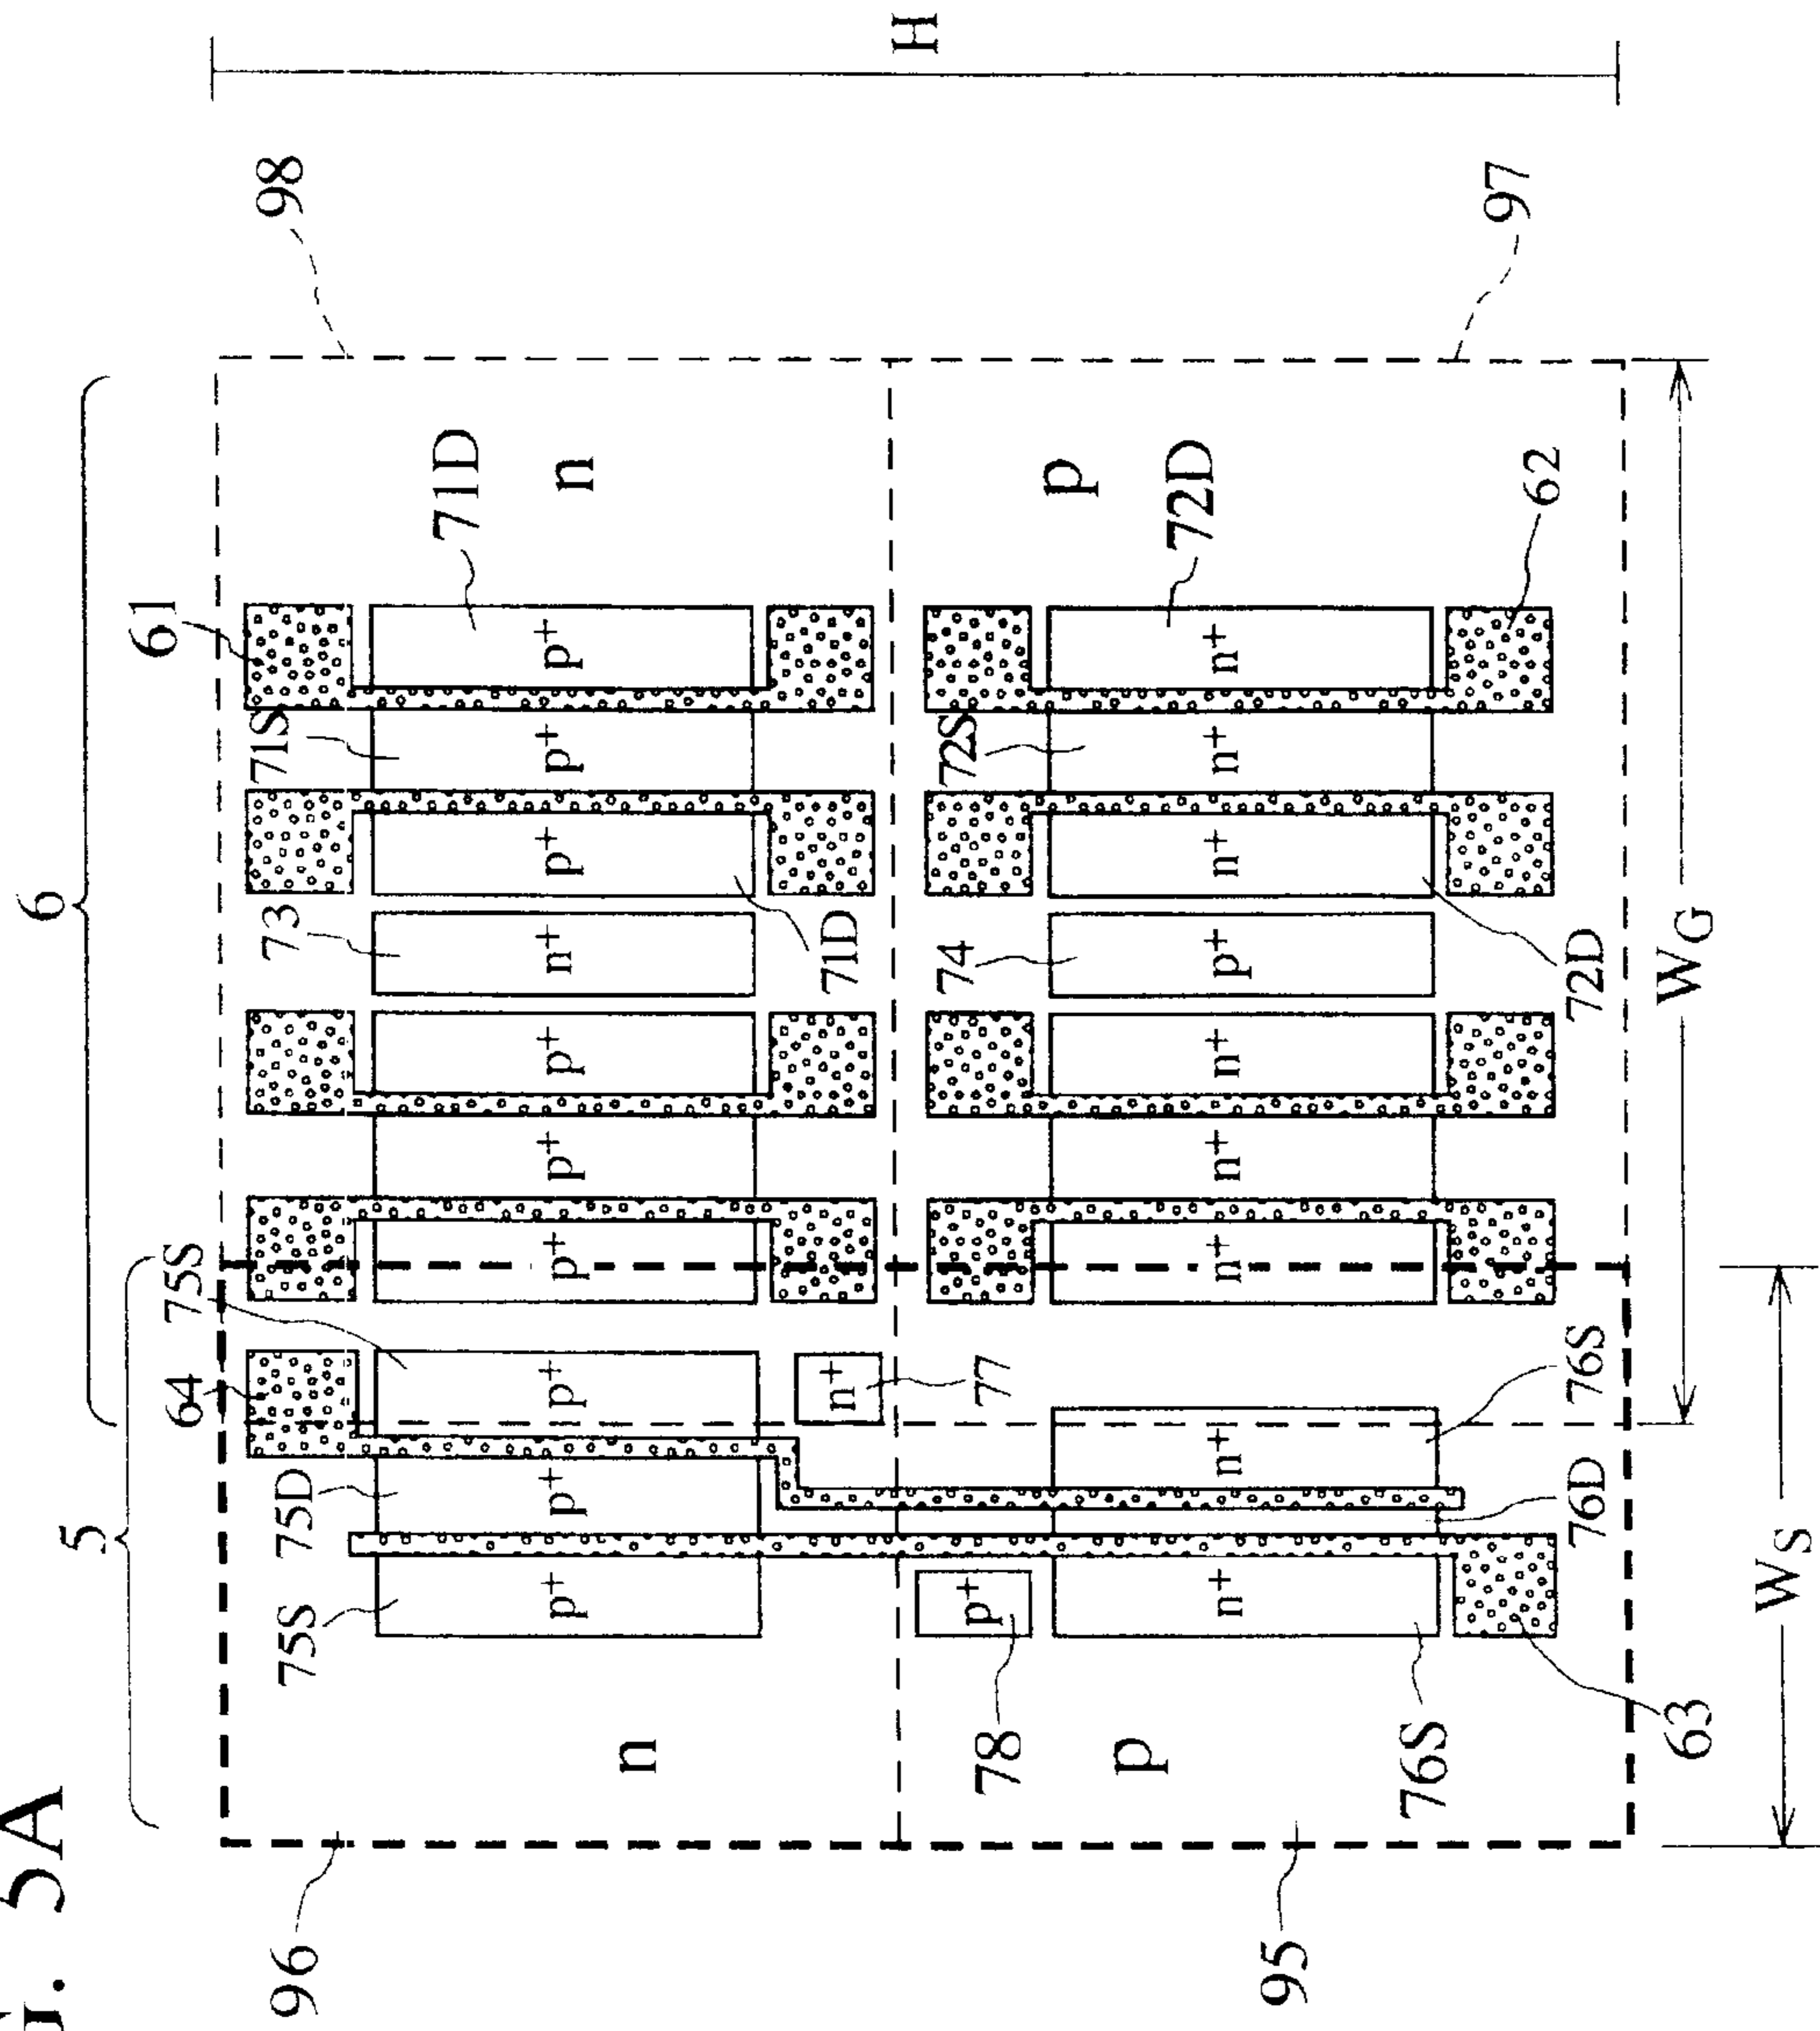 Fig. 5A
5
6
H
96
98
95
97
n
n
p
p
75S
75D
75S
64
61
71S
71D
71D
73
p+
p+
p+
p+
p+
p+
n+
p+
p+
p+
n+
77
78
p+
76S
76D
76S
63
62
72S
72D
72D
74
n+
n+
n+
n+
n+
p+
n+
n+
n+
WS
WG